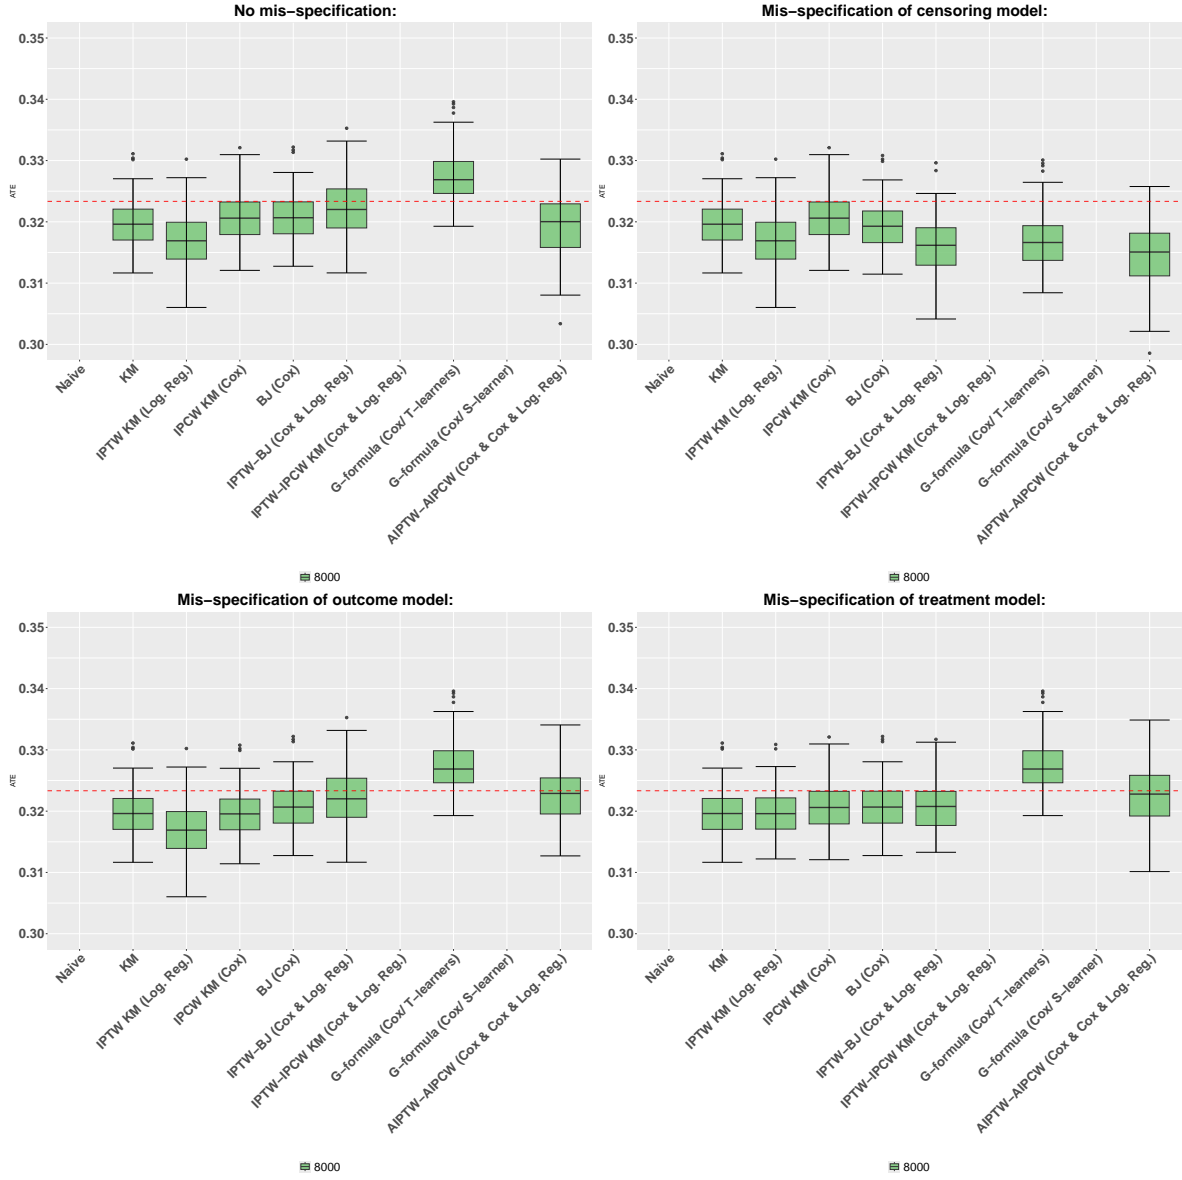 No mis-specification:
0.35
0.34
0.33
0.32
0.31
0.30
ATE
Naive
KM
IPTW KM (Log. Reg.)
IPCW KM (Cox)
BJ (Cox)
IPTW-BJ (Cox & Log. Reg.)
IPTW-IPCW KM (Cox & Log. Reg.)
G-formula (Cox/ T-learners)
G-formula (Cox/ S-learner)
AIPTW-AIPCW (Cox & Cox & Log. Reg.)
8000
Mis-specification of censoring model:
0.35
0.34
0.33
0.32
0.31
0.30
ATE
Naive
KM
IPTW KM (Log. Reg.)
IPCW KM (Cox)
BJ (Cox)
IPTW-BJ (Cox & Log. Reg.)
IPTW-IPCW KM (Cox & Log. Reg.)
G-formula (Cox/ T-learners)
G-formula (Cox/ S-learner)
AIPTW-AIPCW (Cox & Cox & Log. Reg.)
8000
Mis-specification of outcome model:
0.35
0.34
0.33
0.32
0.31
0.30
ATE
Naive
KM
IPTW KM (Log. Reg.)
IPCW KM (Cox)
BJ (Cox)
IPTW-BJ (Cox & Log. Reg.)
IPTW-IPCW KM (Cox & Log. Reg.)
G-formula (Cox/ T-learners)
G-formula (Cox/ S-learner)
AIPTW-AIPCW (Cox & Cox & Log. Reg.)
8000
Mis-specification of treatment model:
0.35
0.34
0.33
0.32
0.31
0.30
ATE
Naive
KM
IPTW KM (Log. Reg.)
IPCW KM (Cox)
BJ (Cox)
IPTW-BJ (Cox & Log. Reg.)
IPTW-IPCW KM (Cox & Log. Reg.)
G-formula (Cox/ T-learners)
G-formula (Cox/ S-learner)
AIPTW-AIPCW (Cox & Cox & Log. Reg.)
8000